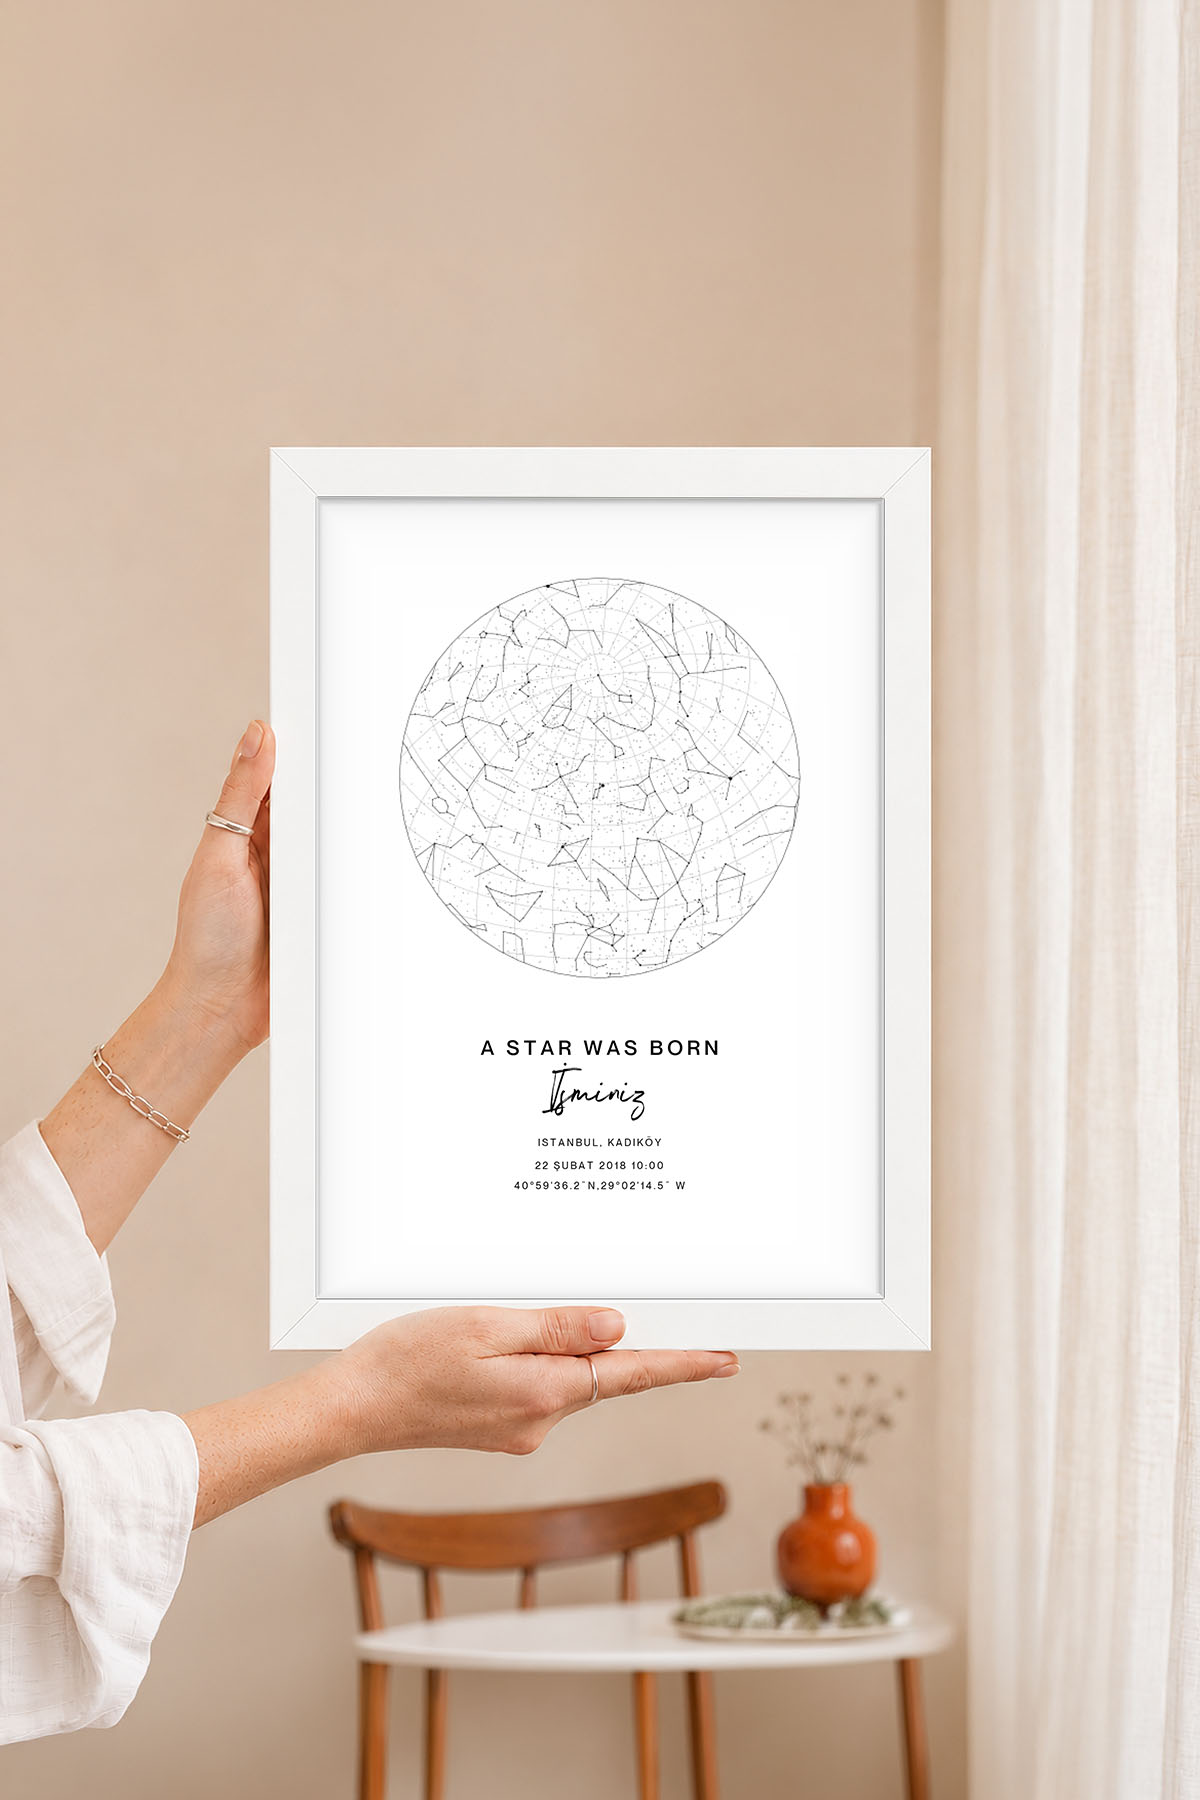 A STAR WAS BORN
İsminiz
ISTANBUL, KADIKÖY
22 ŞUBAT 2018 10:00
40°59'36.2"N,29°02'14.5" W